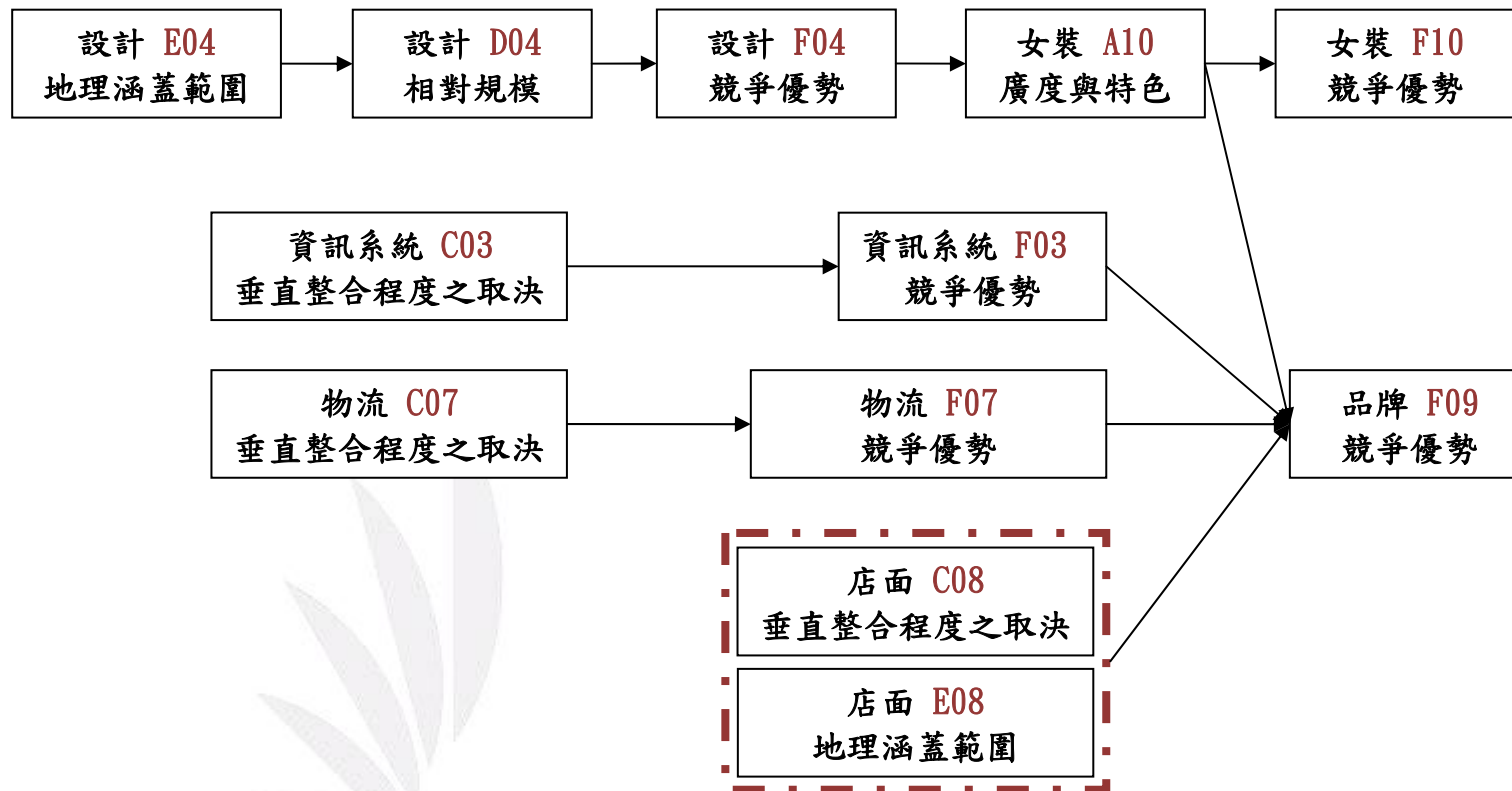 設計 E04
地理涵蓋範圍
設計 D04
相對規模
設計 F04
競爭優勢
女裝 A10
廣度與特色
女裝 F10
競爭優勢
資訊系統 C03
垂直整合程度之取決
資訊系統 F03
競爭優勢
物流 C07
垂直整合程度之取決
物流 F07
競爭優勢
品牌 F09
競爭優勢
店面 C08
垂直整合程度之取決
店面 E08
地理涵蓋範圍